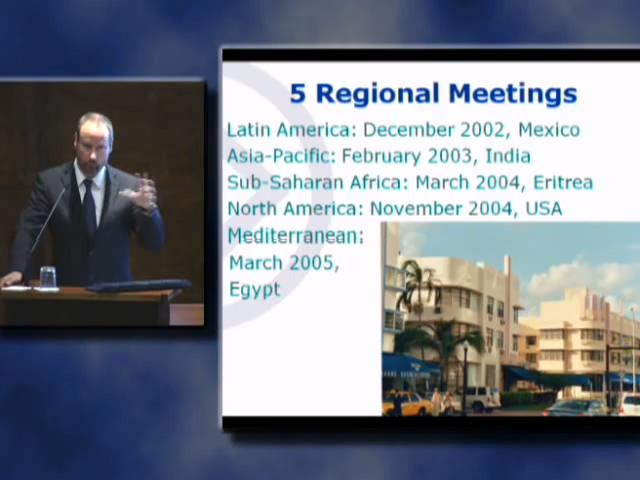 5 Regional Meetings
Latin America: December 2002, Mexico
Asia-Pacific: February 2003, India
Sub-Saharan Africa: March 2004, Eritrea
North America: November 2004, USA
Mediterranean:
March 2005,
Egypt